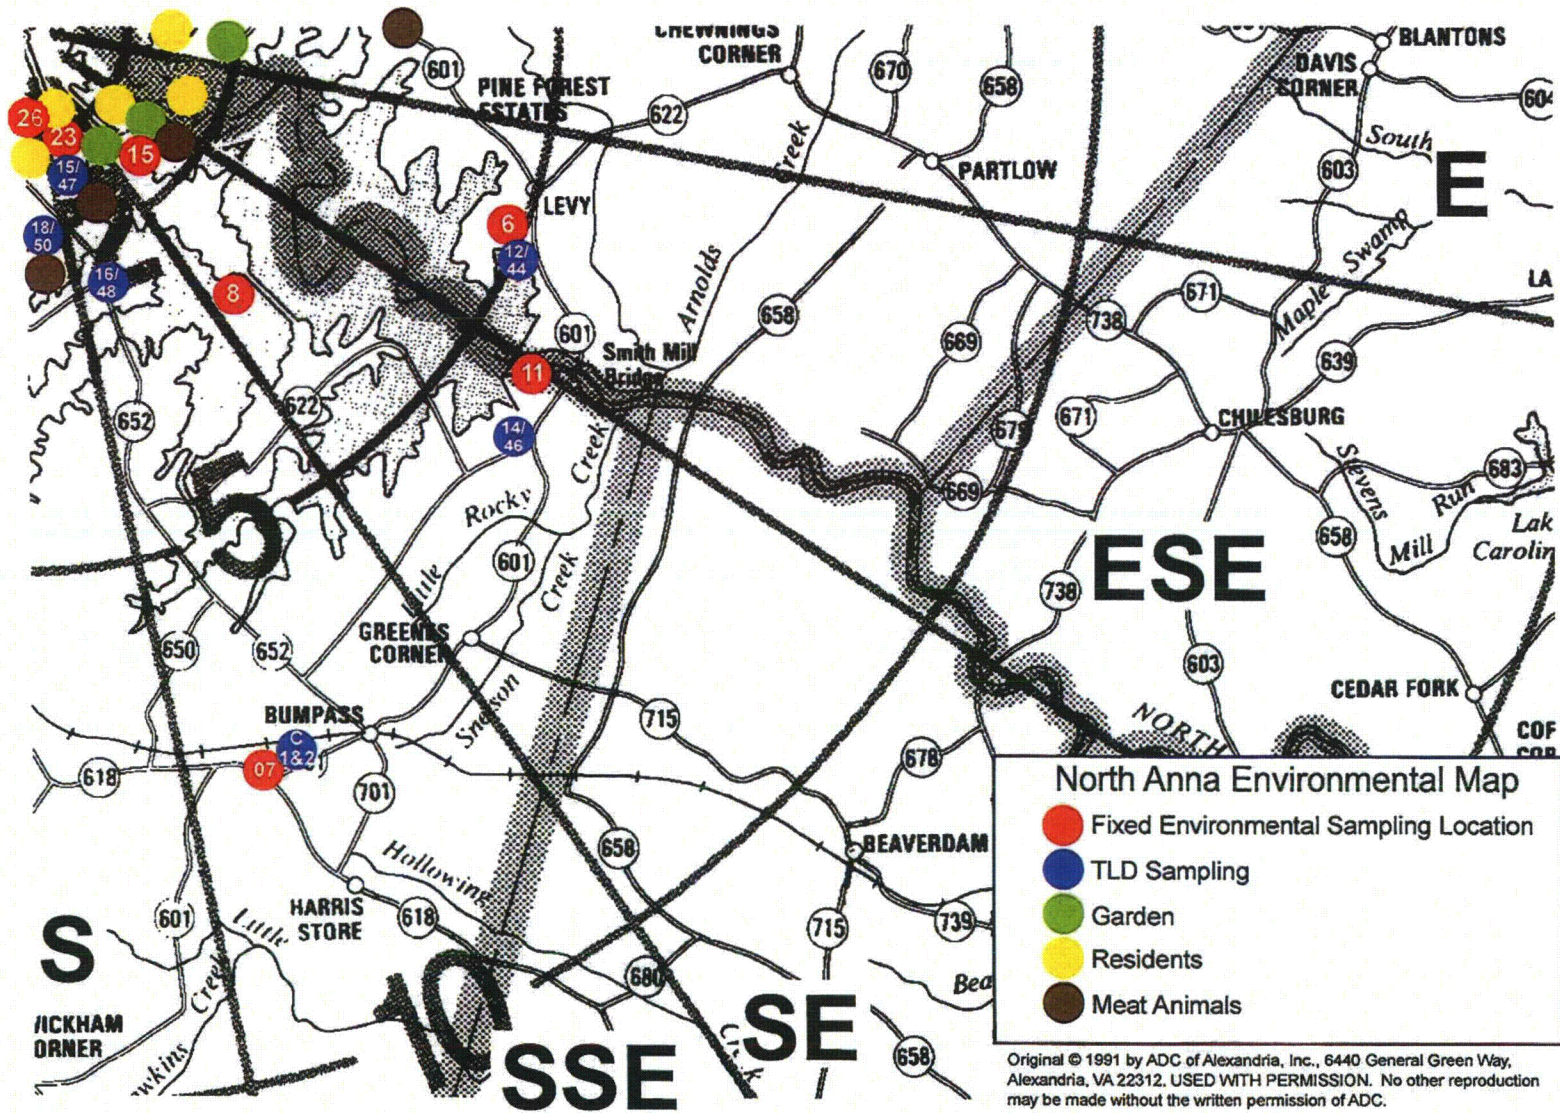 CHEWNINGS
CORNER
BLANTONS
DAVIS
CORNER
601
670
658
604
PINE FOREST
ESTATES
622
26
23
15
15/
47
South
603
E
PARTLOW
Creek
LEVY
6
12/
44
18/
50
16/
48
8
Swamp
Maple
LA
671
738
Arnolds
658
601
669
639
Smith Mill
Bridge
11
622
652
14/
46
671
679
CHILESBURG
Creek
683
669
Stevens
Run
Mill
Lak
Carolin
658
5
Rocky
Little
601
Creek
738
ESE
GREENES
CORNER
650
652
603
CEDAR FORK
Snelson
BUMPASS
715
NORTH
COF
COR
C
1&2
07
618
701
678
North Anna Environmental Map
Fixed Environmental Sampling Location
TLD Sampling
Garden
Residents
Meat Animals
BEAVERDAM
658
Hollowing
HARRIS
STORE
618
601
Little
Creek
715
739
S
680
Bea
10
SE
SSE
658
ICKHAM
ORNER
wkins
Original © 1991 by ADC of Alexandria, Inc., 6440 General Green Way,
Alexandria, VA 22312. USED WITH PERMISSION. No other reproduction
may be made without the written permission of ADC.